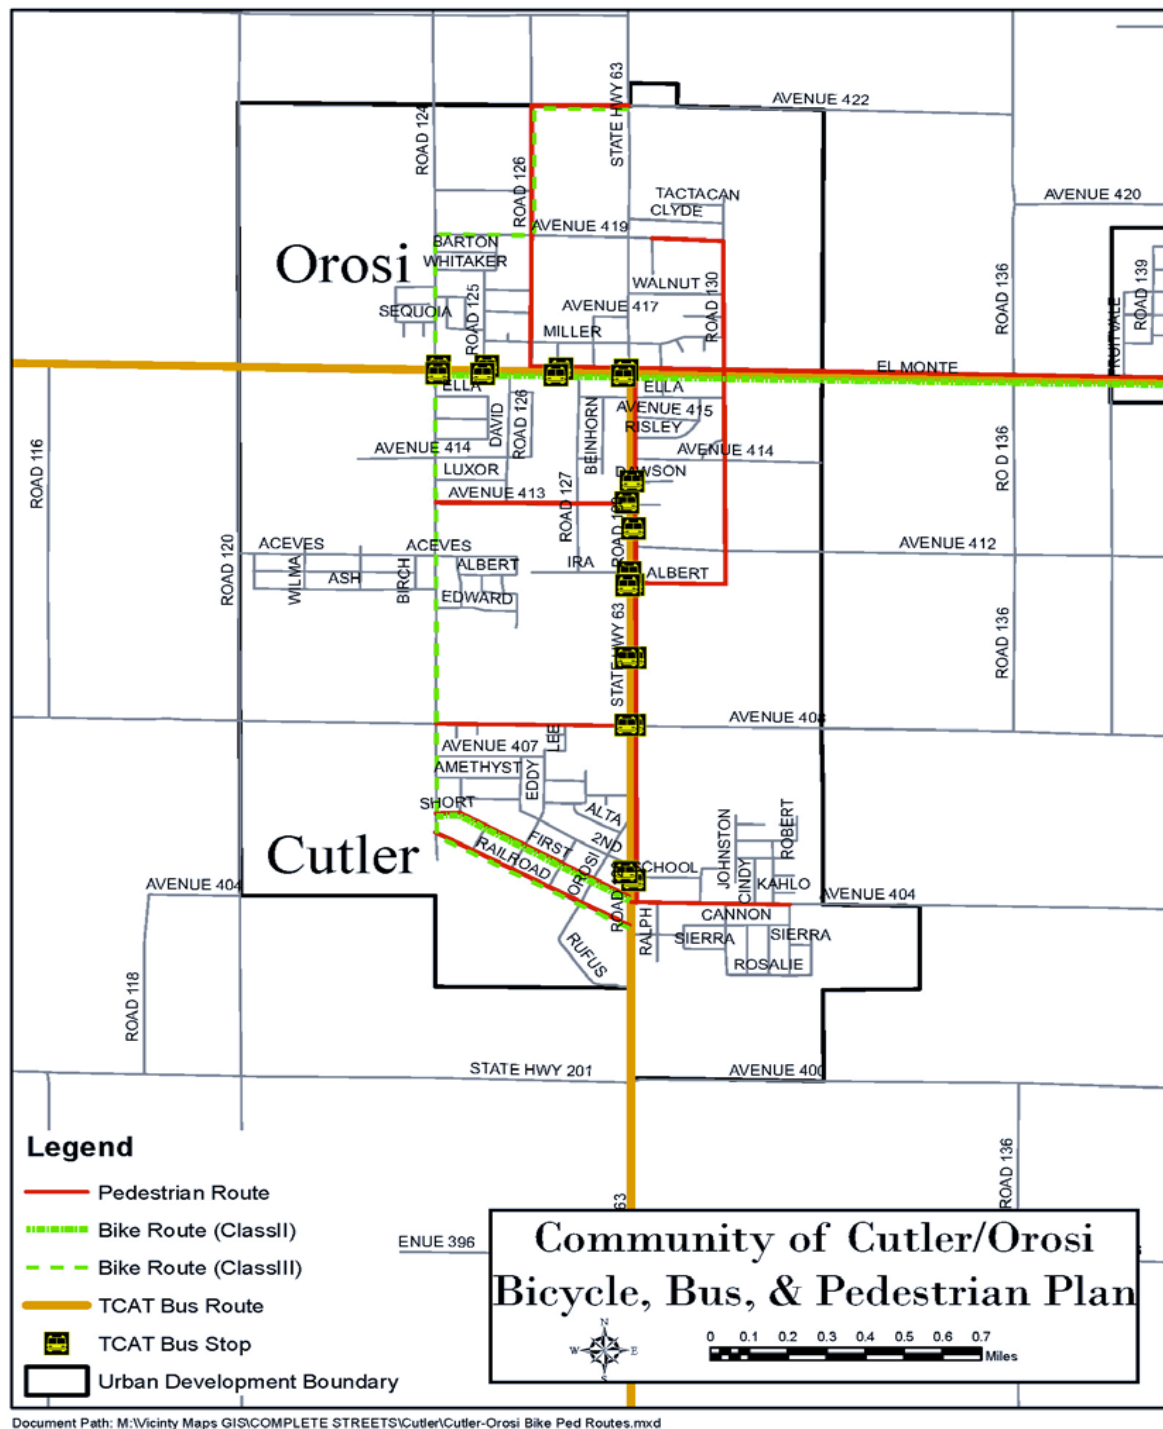 AVENUE 422
STATE HWY 63
ROAD 124
ROAD 126
AVENUE 420
TACTACAN
CLYDE
AVENUE 419
BARTON
WHITAKER
Orosi
WALNUT
ROAD 130
ROAD 136
ROAD 139
SEQUOIA
ROAD 125
AVENUE 417
MILLER
EL MONTE
ELLA
ELLA
DAVID
ROAD 126
BEINHORN
AVENUE 415
RISLEY
ROAD 116
AVENUE 414
AVENUE 414
RO D 136
LUXOR
DAWSON
AVENUE 413
ROAD 127
ROAD 120
ACEVES
ACEVES
AVENUE 412
WILMA
ASH
BIRCH
ALBERT
IRA
ALBERT
EDWARD
STATE HWY 63
ROAD 136
AVENUE 408
AVENUE 407
LEE
AMETHYST
EDDY
SHORT
ALTA
FIRST
2ND
JOHNSTON
ROBERT
Cutler
RAILROAD
OROSI
SCHOOL
CINDY
KAHLO
AVENUE 404
AVENUE 404
RALPH
CANNON
SIERRA
SIERRA
RUFUS
ROSALIE
ROAD 118
STATE HWY 201
AVENUE 400
ROAD 136
63
ENUE 396
Legend
Pedestrian Route
Bike Route (ClassII)
Bike Route (ClassIII)
TCAT Bus Route
TCAT Bus Stop
Urban Development Boundary
Community of Cutler/Orosi
Bicycle, Bus, & Pedestrian Plan
N
W E
S
0 0.1 0.2 0.3 0.4 0.5 0.6 0.7
Miles
Document Path: M:\Vicinty Maps GIS\COMPLETE STREETS\Cutler\Cutler-Orosi Bike Ped Routes.mxd